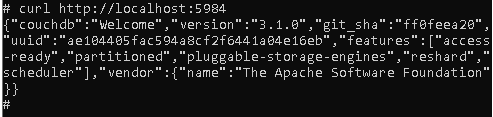 # curl http://localhost:5984
{"couchdb":"Welcome","version":"3.1.0","git_sha":"ff0feea20",
"uuid":"ae104405fac594a8cf2f6441a04e16eb","features":["access
-ready","partitioned","pluggable-storage-engines","reshard","
scheduler"],"vendor":{"name":"The Apache Software Foundation"
}}
#